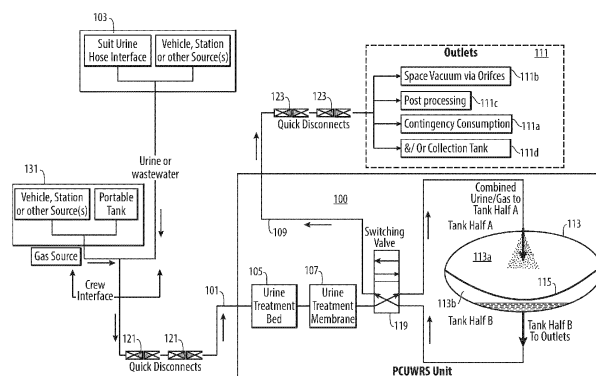 103
Suit Urine
Hose Interface
Vehicle, Station
or other Source(s)
Outlets
111
Space Vacuum via Orifces
111b
Post processing
111c
Contingency Consumption
111a
&/ Or Collection Tank
111d
123
123
Quick Disconnects
Urine or
wastewater
131
Vehicle, Station
or other Source(s)
Portable
Tank
Gas Source
Crew
Interface
101
121
121
Quick Disconnects
100
109
Switching
Valve
105
Urine
Treatment
Bed
107
Urine
Treatment
Membrane
119
Combined
Urine/Gas to
Tank Half A
Tank Half A
113
113a
115
113b
Tank Half B
Tank Half B
To Outlets
PCUWRS Unit